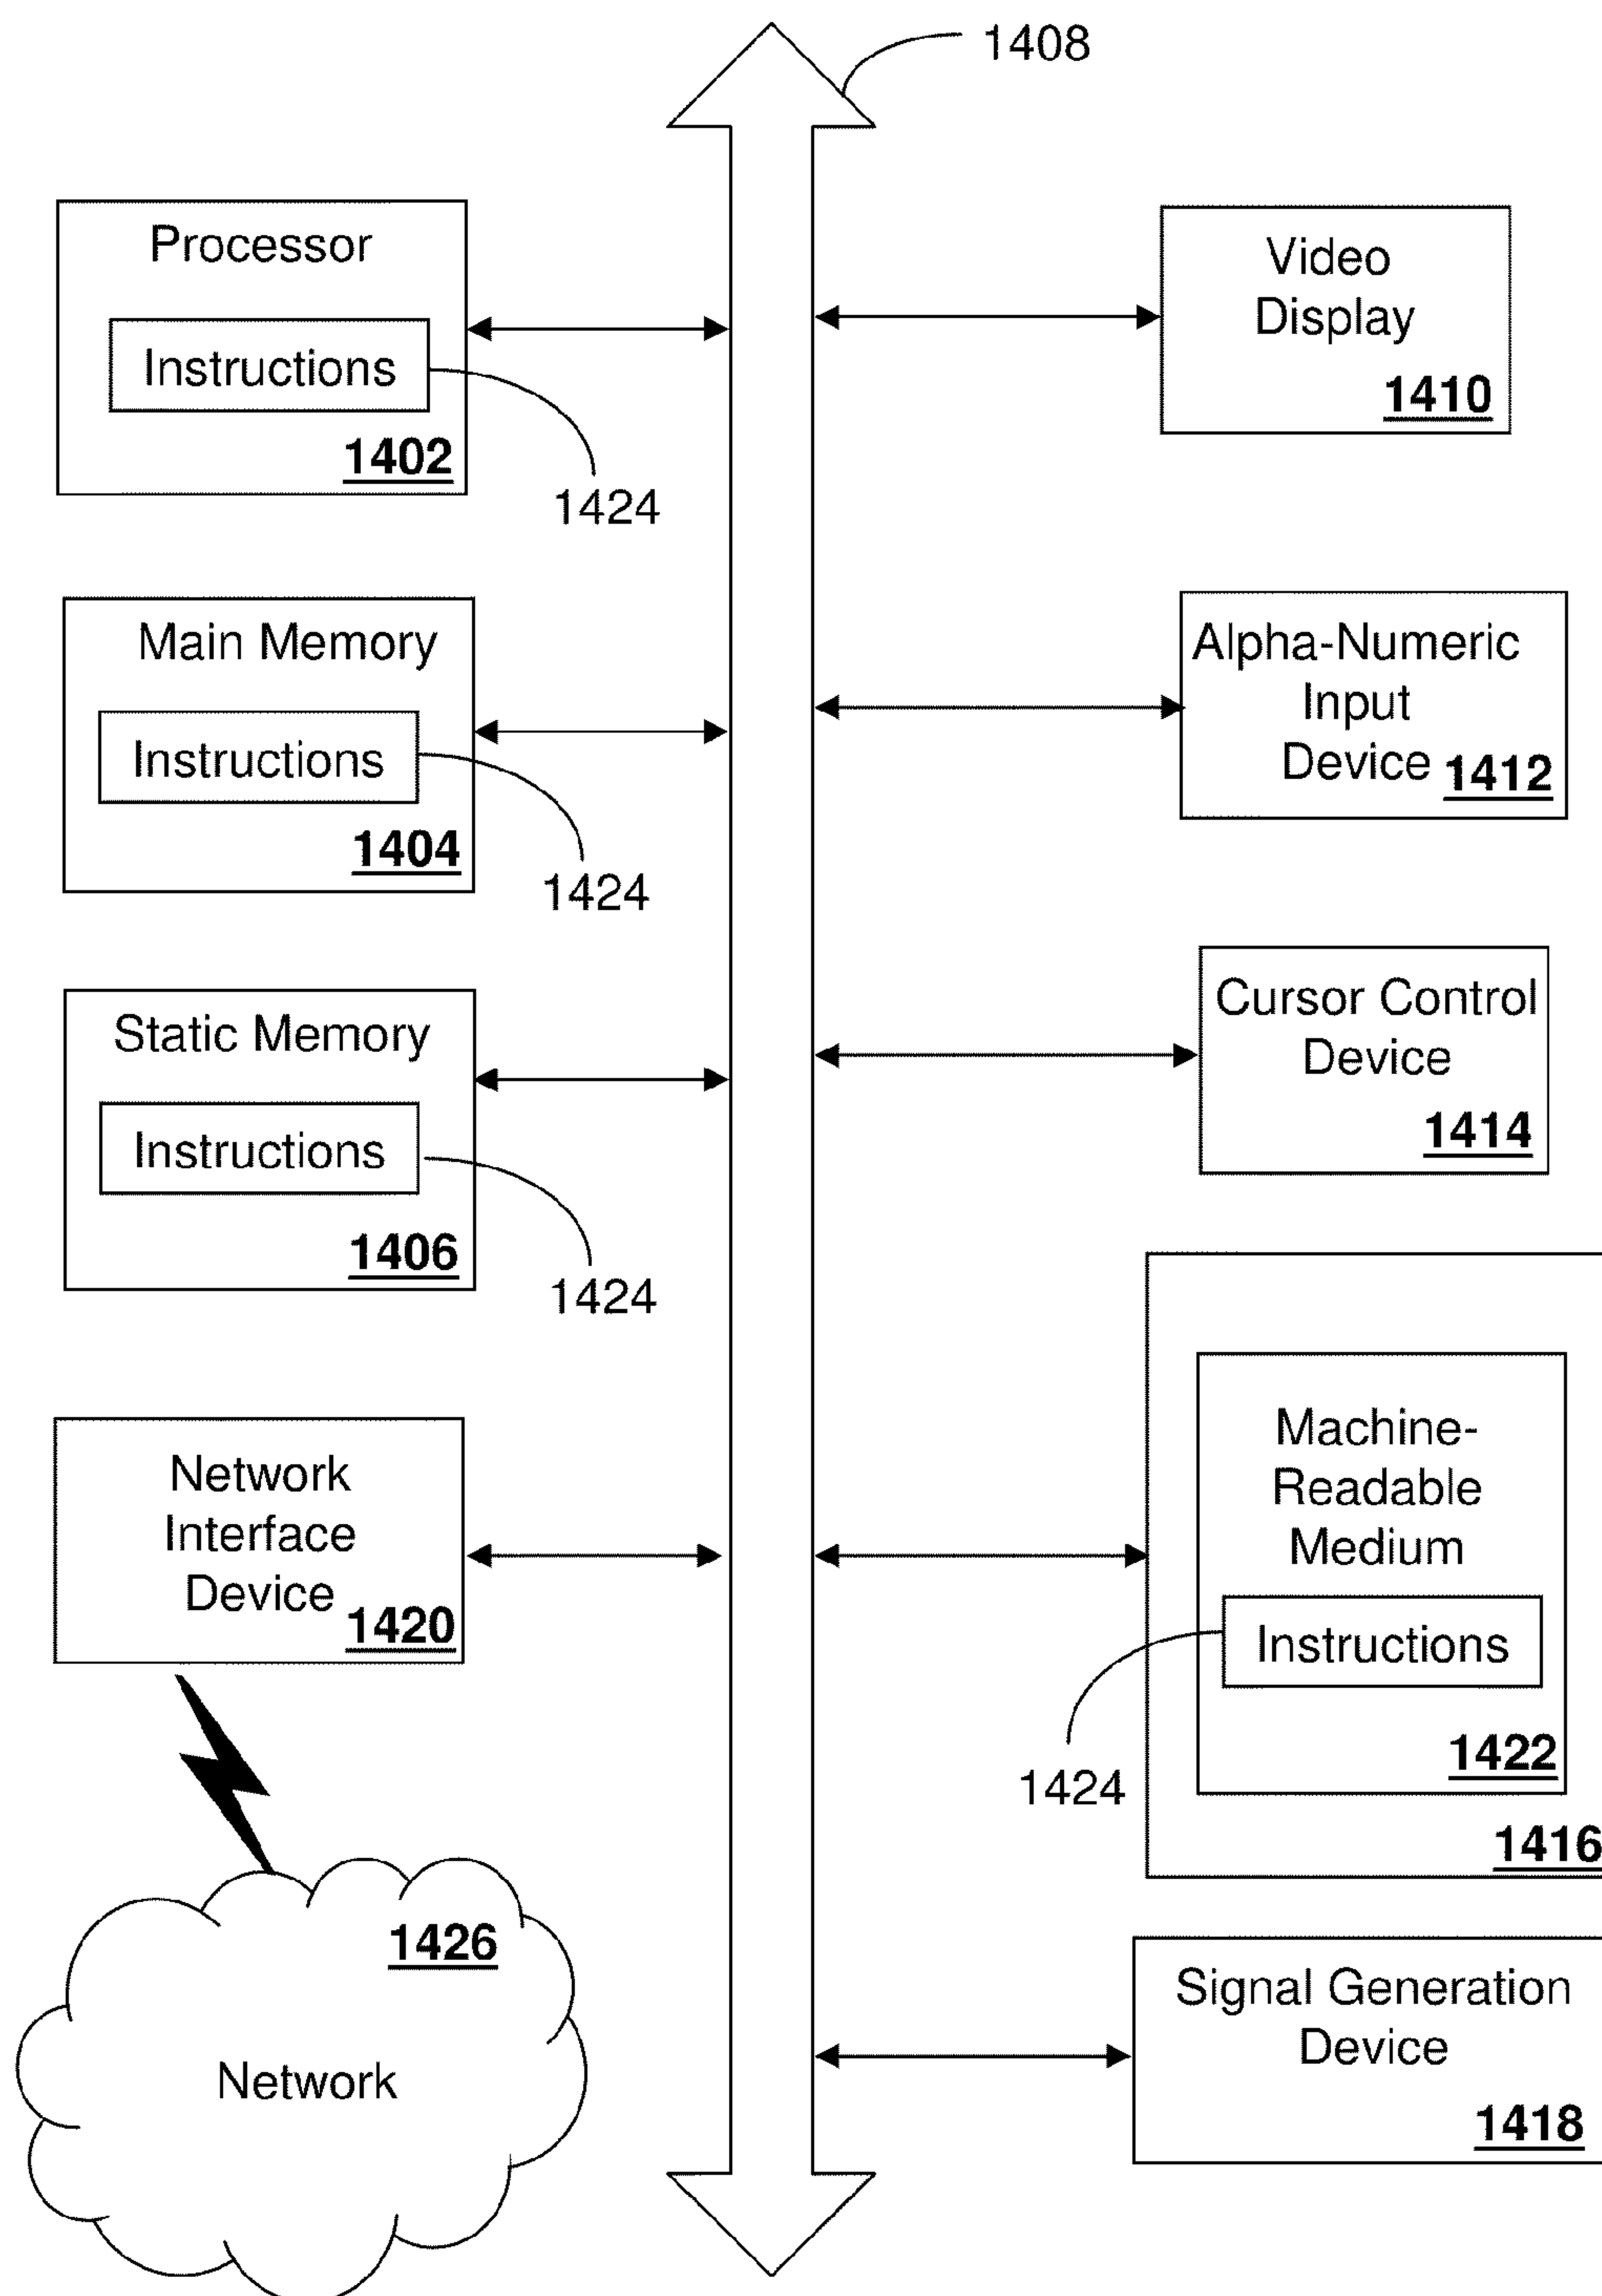 1408
Processor
Instructions
1402
1424
Main Memory
Instructions
1404
1424
Static Memory
Instructions
1406
1424
Network
Interface
Device
1420
1426
Network
Video
Display
1410
Alpha-Numeric
Input
Device 1412
Cursor Control
Device
1414
Machine-
Readable
Medium
Instructions
1424
1422
1416
Signal Generation
Device
1418